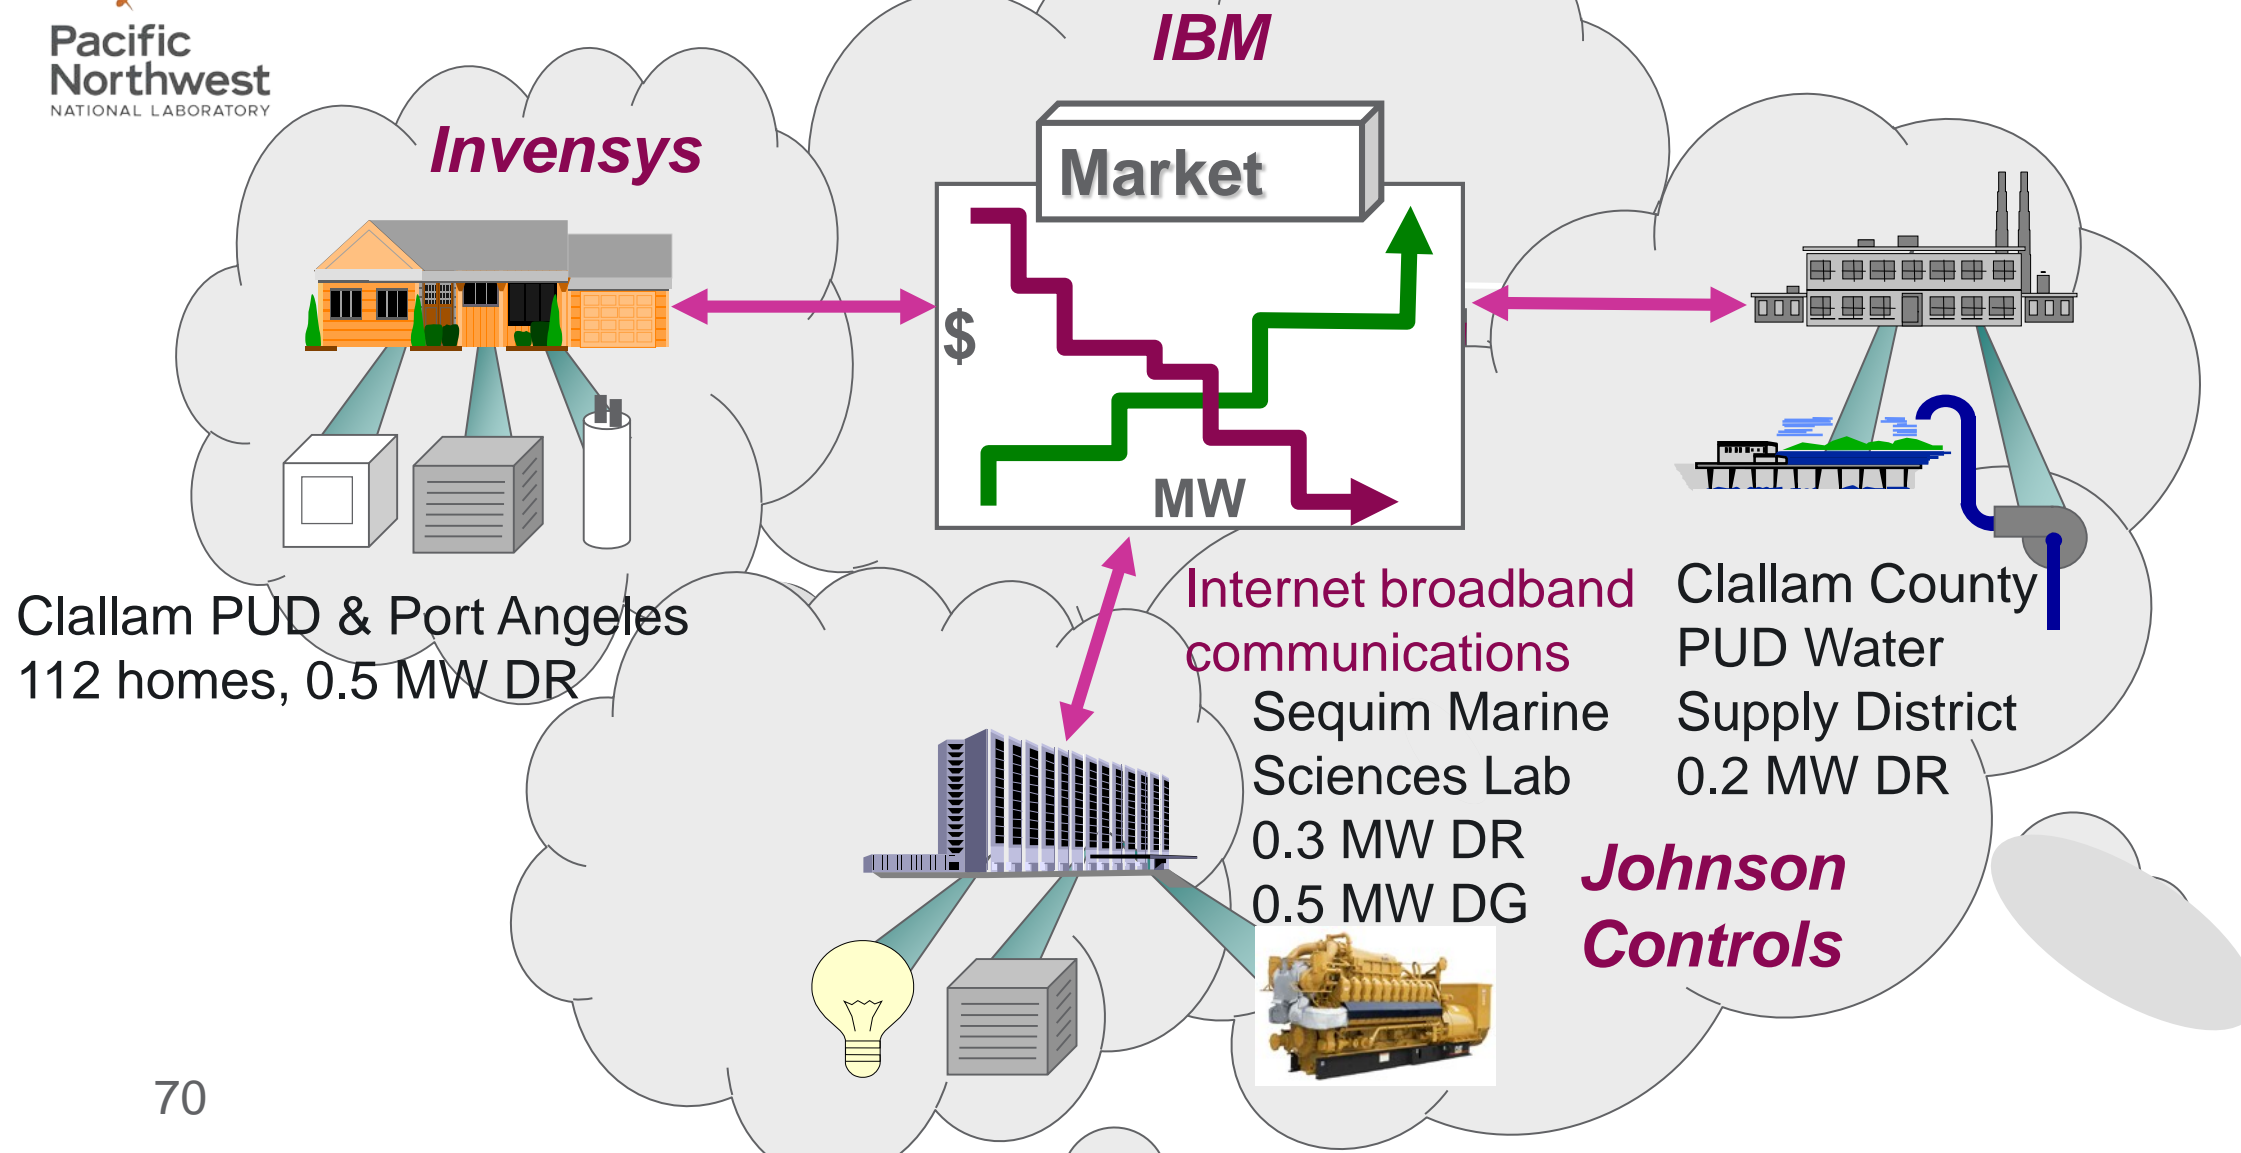 Pacific
Northwest
NATIONAL LABORATORY
IBM
Invensys
Market
$
MW
Clallam PUD & Port Angeles
112 homes, 0.5 MW DR
Internet broadband
communications
Sequim Marine
Sciences Lab
0.3 MW DR
0.5 MW DG
Clallam County
PUD Water
Supply District
0.2 MW DR
Johnson
Controls
70